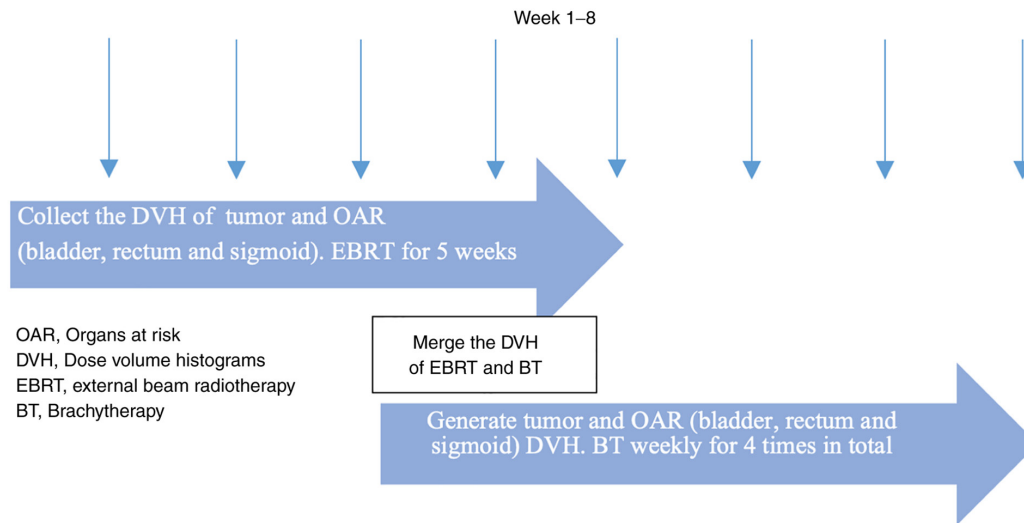 Week 1–8
Collect the DVH of tumor and OAR
(bladder, rectum and sigmoid). EBRT for 5 weeks
OAR, Organs at risk
DVH, Dose volume histograms
EBRT, external beam radiotherapy
BT, Brachytherapy
Merge the DVH
of EBRT and BT
Generate tumor and OAR (bladder, rectum and
sigmoid) DVH. BT weekly for 4 times in total